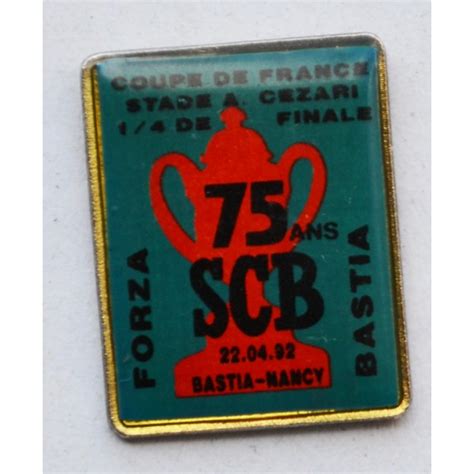 COUPE DE FRANCE
STADE A. CEZARI
1/4 DE FINALE
75 ANS
SCB
FORZA
BASTIA
22.04.92
BASTIA-NANCY